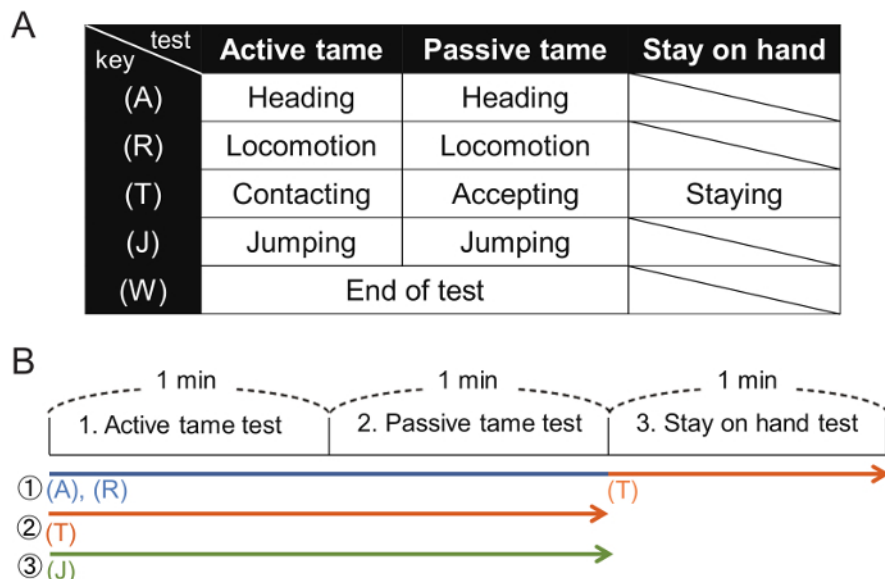 A
test
key
Active tame Passive tame Stay on hand
(A) Heading Heading
(R) Locomotion Locomotion
(T) Contacting Accepting Staying
(J) Jumping Jumping
(W) End of test
B
1 min 1 min 1 min
1. Active tame test 2. Passive tame test 3. Stay on hand test
① (A), (R) (T)
② (T)
③ (J)